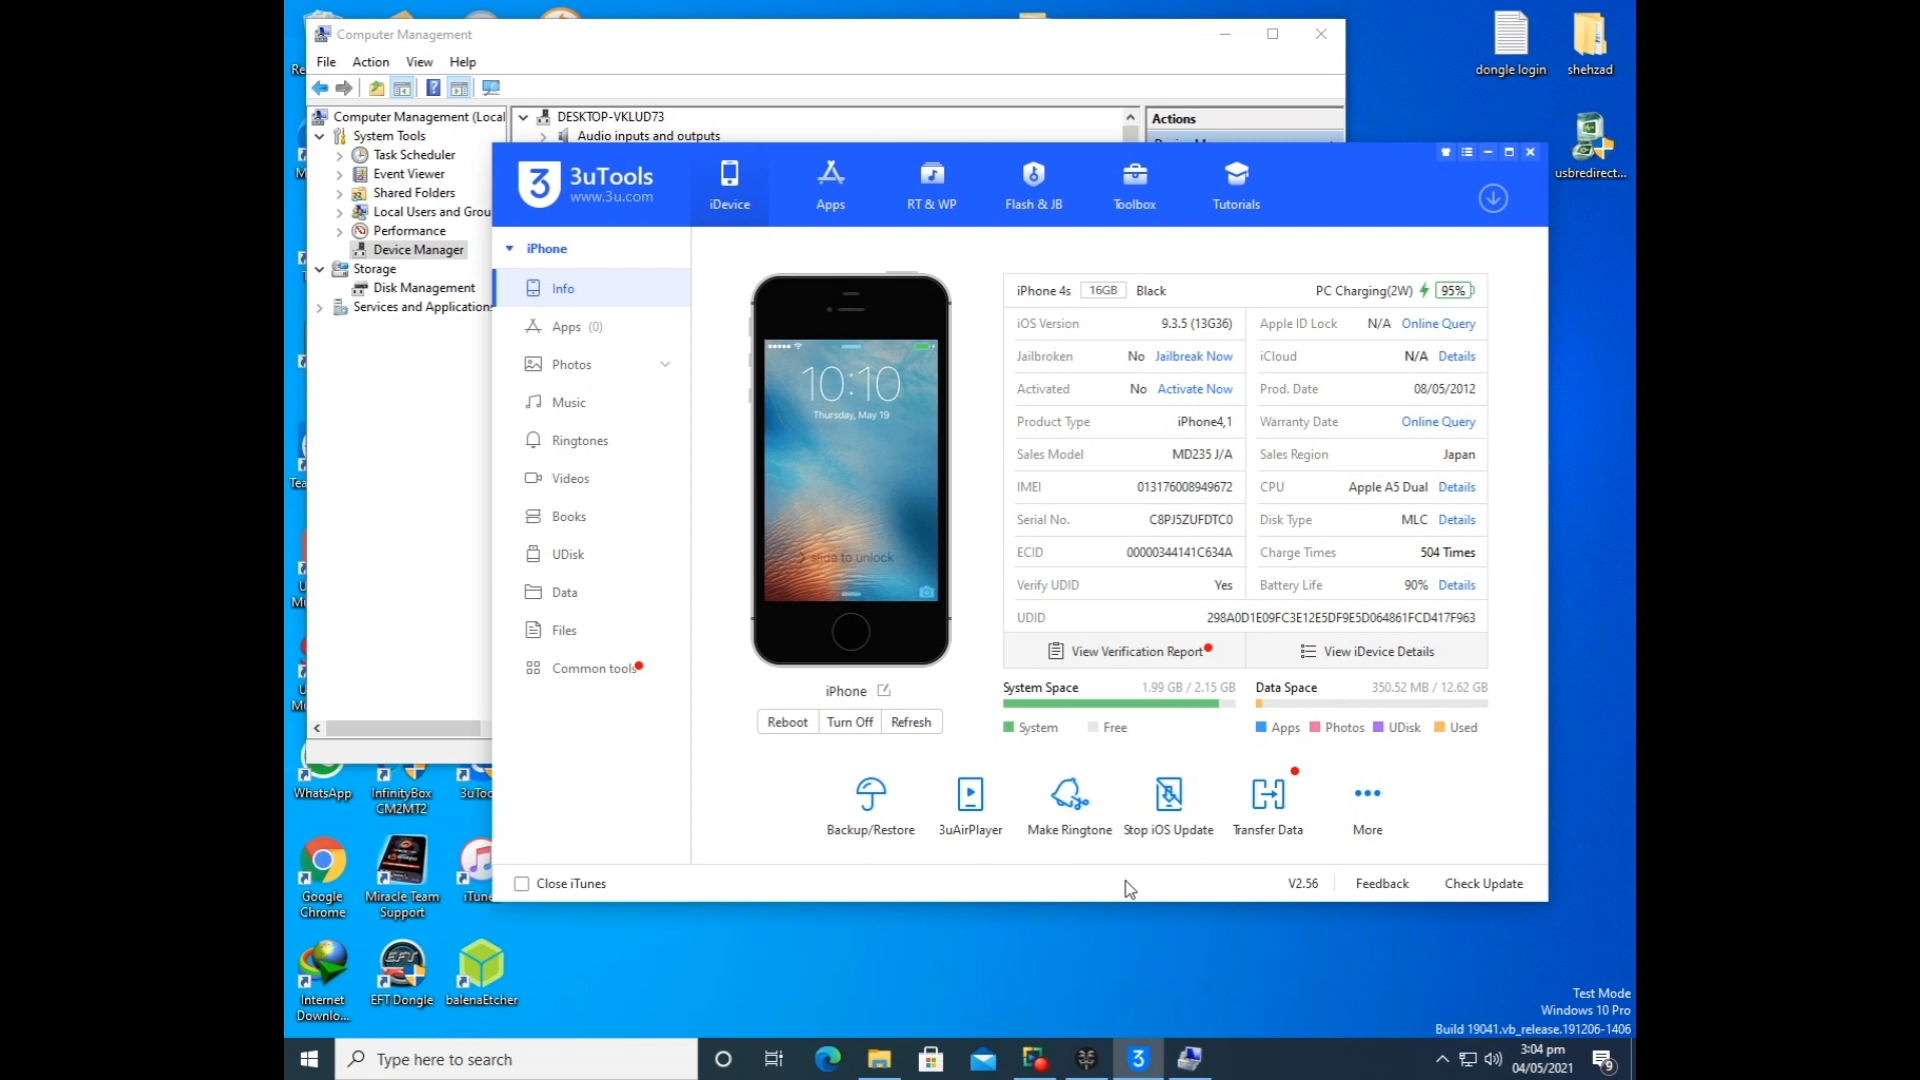 Computer Management
File Action View Help
Computer Management (Local
System Tools
Task Scheduler
Event Viewer
Shared Folders
Local Users and Grou
Performance
Device Manager
Storage
Disk Management
Services and Applications
DESKTOP-VKLUD73
Audio inputs and outputs
Actions
3uTools
www.3u.com
iDevice
Apps
RT & WP
Flash & JB
Toolbox
Tutorials
iPhone
Info
Apps (0)
Photos
Music
Ringtones
Videos
Books
UDisk
Data
Files
Common tools
10:10
Thursday, May 19
slide to unlock
iPhone
Reboot Turn Off Refresh
iPhone 4s 16GB Black PC Charging(2W) 95%
iOS Version 9.3.5 (13G36) Apple ID Lock N/A Online Query
Jailbroken No Jailbreak Now iCloud N/A Details
Activated No Activate Now Prod. Date 08/05/2012
Product Type iPhone4,1 Warranty Date Online Query
Sales Model MD235 J/A Sales Region Japan
IMEI 013176008949672 CPU Apple A5 Dual Details
Serial No. C8PJ5ZUFDTC0 Disk Type MLC Details
ECID 00000344141C634A Charge Times 504 Times
Verify UDID Yes Battery Life 90% Details
UDID 298A0D1E09FC3E12E5DF9E5D064861FCD417F963
View Verification Report View iDevice Details
System Space 1.99 GB / 2.15 GB Data Space 350.52 MB / 12.62 GB
System Free Apps Photos UDisk Used
Backup/Restore 3uAirPlayer Make Ringtone Stop iOS Update Transfer Data More
Close iTunes V2.56 Feedback Check Update
dongle login shehzad
usbredirect...
WhatsApp InfinityBox
CM2MT2
3uToo
Google
Chrome
Miracle Team
Support
iTune
Internet
Downlo...
EFT Dongle balenaEtcher
Test Mode
Windows 10 Pro
Build 19041.vb_release.191206-1406
Type here to search
3:04 pm
04/05/2021
9